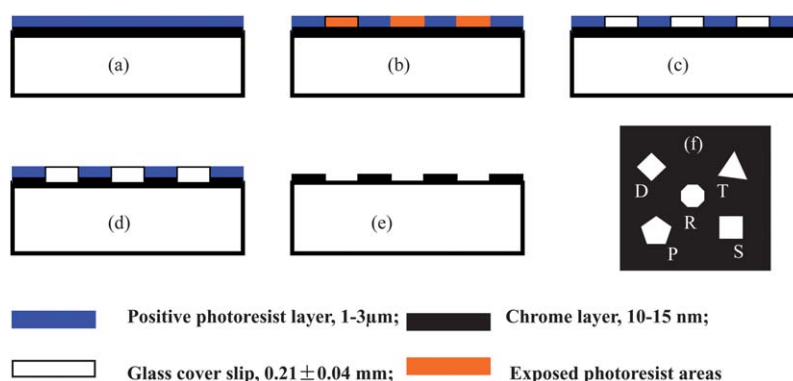 (a)
(b)
(c)
(d)
(e)
(f)
D
T
R
P
S
Positive photoresist layer, 1-3μm;
Chrome layer, 10-15 nm;
Glass cover slip, 0.21±0.04 mm;
Exposed photoresist areas